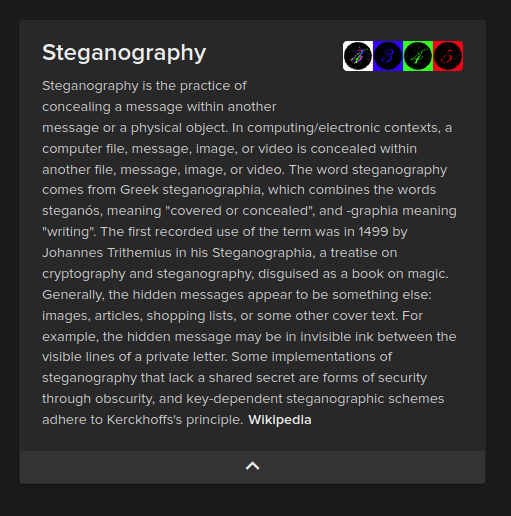 Steganography
3 4 5
Steganography is the practice of
concealing a message within another
message or a physical object. In computing/electronic contexts, a
computer file, message, image, or video is concealed within
another file, message, image, or video. The word steganography
comes from Greek steganographia, which combines the words
steganós, meaning "covered or concealed", and -graphia meaning
"writing". The first recorded use of the term was in 1499 by
Johannes Trithemius in his Steganographia, a treatise on
cryptography and steganography, disguised as a book on magic.
Generally, the hidden messages appear to be something else:
images, articles, shopping lists, or some other cover text. For
example, the hidden message may be in invisible ink between the
visible lines of a private letter. Some implementations of
steganography that lack a shared secret are forms of security
through obscurity, and key-dependent steganographic schemes
adhere to Kerckhoffs's principle. Wikipedia